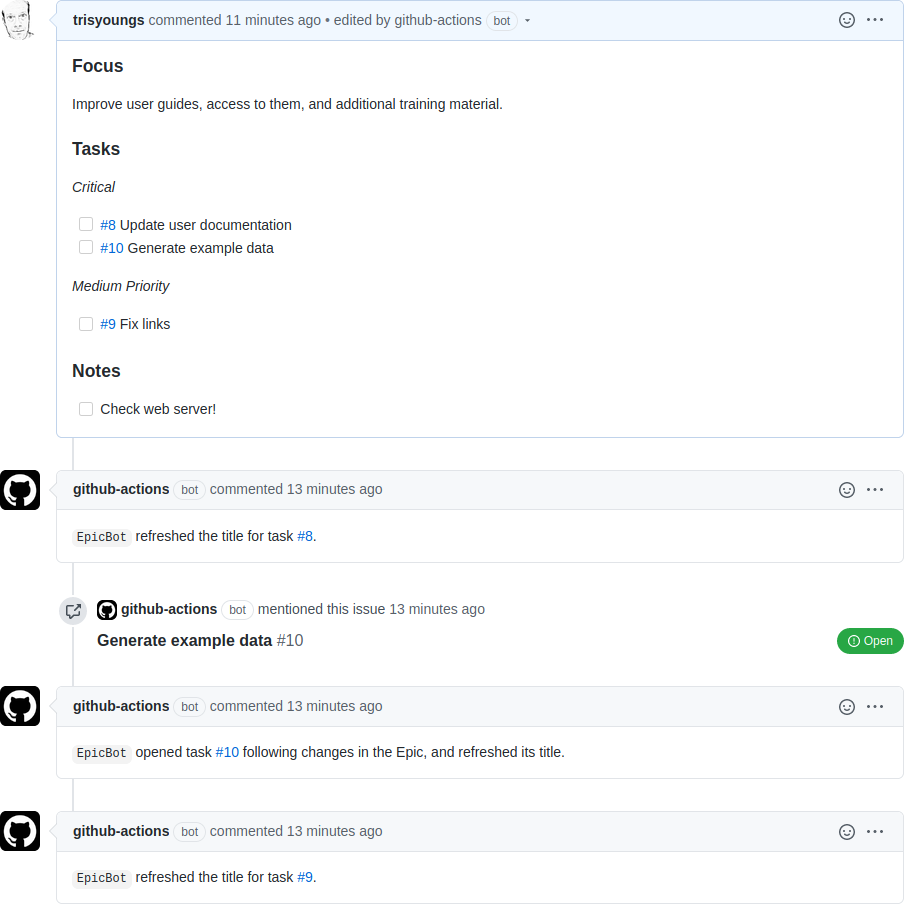 trisyoungs commented 11 minutes ago • edited by github-actions bot
Focus
Improve user guides, access to them, and additional training material.
Tasks
Critical
#8 Update user documentation
#10 Generate example data
Medium Priority
#9 Fix links
Notes
Check web server!
github-actions bot commented 13 minutes ago
EpicBot refreshed the title for task #8.
github-actions bot mentioned this issue 13 minutes ago
Generate example data #10 Open
github-actions bot commented 13 minutes ago
EpicBot opened task #10 following changes in the Epic, and refreshed its title.
github-actions bot commented 13 minutes ago
EpicBot refreshed the title for task #9.